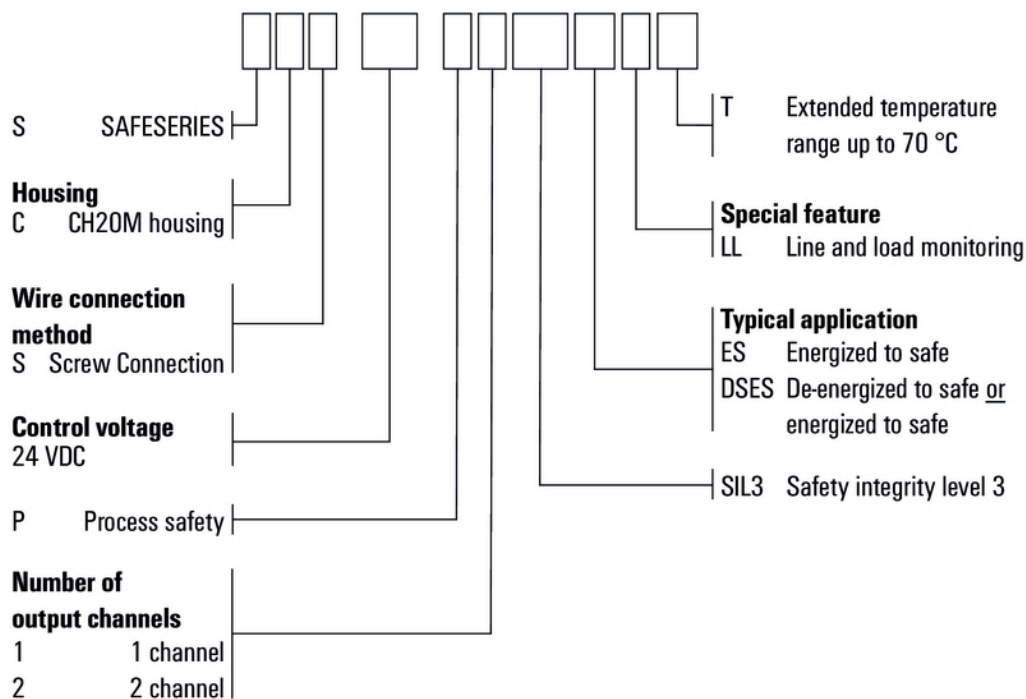 S SAFESERIES
Housing
C CH20M housing
Wire connection
method
S Screw Connection
Control voltage
24 VDC
P Process safety
Number of
output channels
1 1 channel
2 2 channel
T Extended temperature
range up to 70 °C
Special feature
LL Line and load monitoring
Typical application
ES Energized to safe
DSES De-energized to safe or
energized to safe
SIL3 Safety integrity level 3